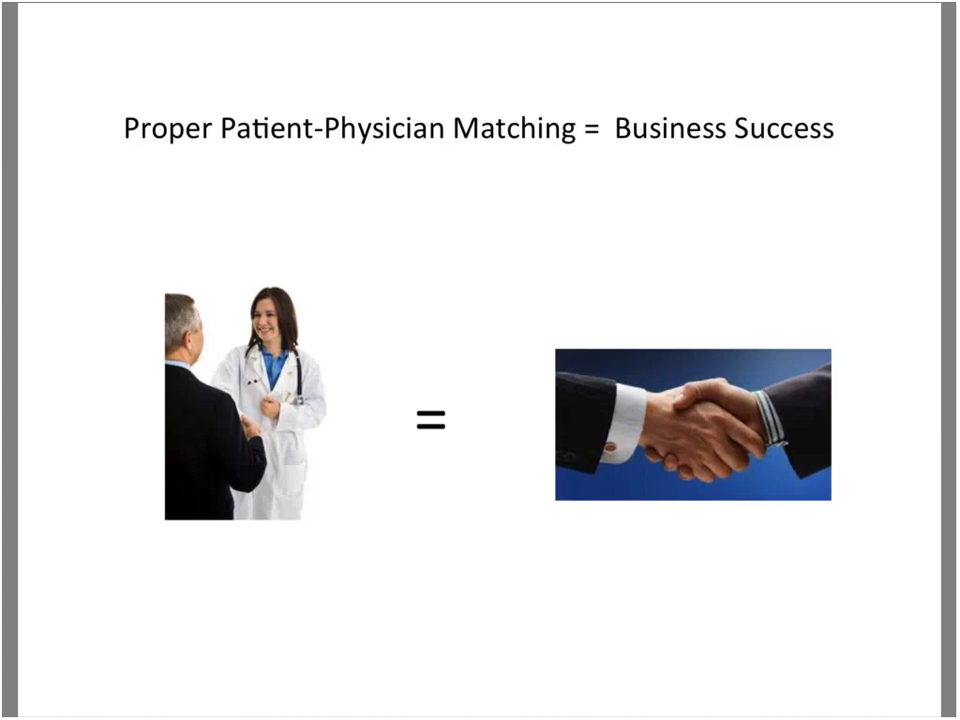 Proper Patient-Physician Matching = Business Success
=